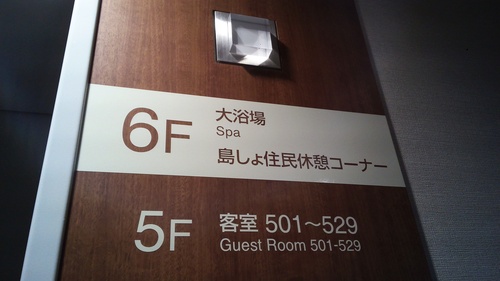 6F
大浴場
Spa
島しょ住民休憩コーナー
5F
客室 501～529
Guest Room 501-529